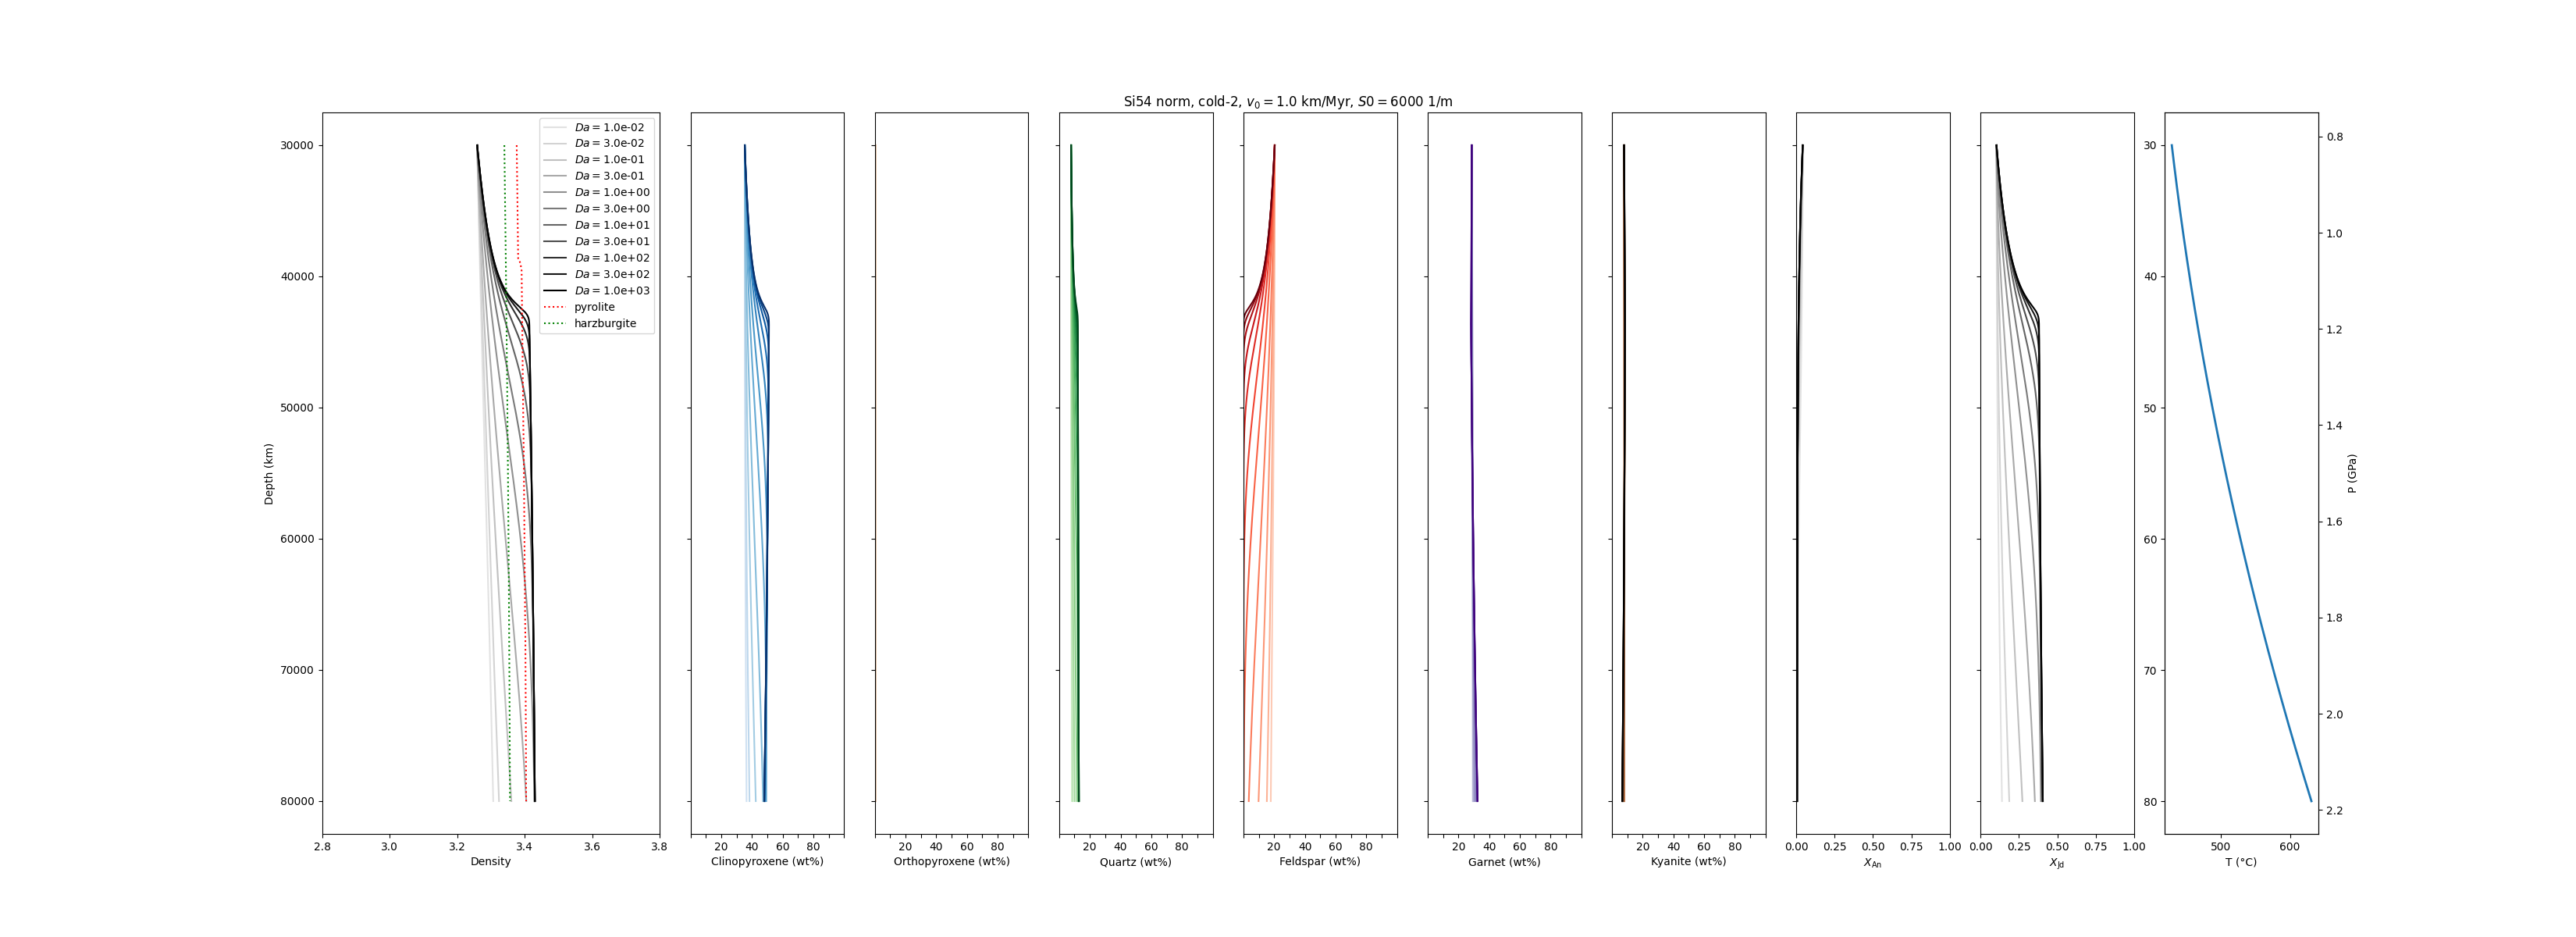 Si54 norm, cold-2, v₀ = 1.0 km/Myr, S0 = 6000 1/m
Da = 1.0e-02
Da = 3.0e-02
Da = 1.0e-01
Da = 3.0e-01
Da = 1.0e+00
Da = 3.0e+00
Da = 1.0e+01
Da = 3.0e+01
Da = 1.0e+02
Da = 3.0e+02
Da = 1.0e+03
pyrolite
harzburgite
Depth (km)
30000
40000
50000
60000
70000
80000
2.8 3.0 3.2 3.4 3.6 3.8
Density
20 40 60 80
Clinopyroxene (wt%)
20 40 60 80
Orthopyroxene (wt%)
20 40 60 80
Quartz (wt%)
20 40 60 80
Feldspar (wt%)
20 40 60 80
Garnet (wt%)
20 40 60 80
Kyanite (wt%)
0.00 0.25 0.50 0.75 1.00
X_An
0.00 0.25 0.50 0.75 1.00
X_Jd
30
40
50
60
70
80
500 600
T (°C)
0.8
1.0
1.2
1.4
1.6
1.8
2.0
2.2
P (GPa)